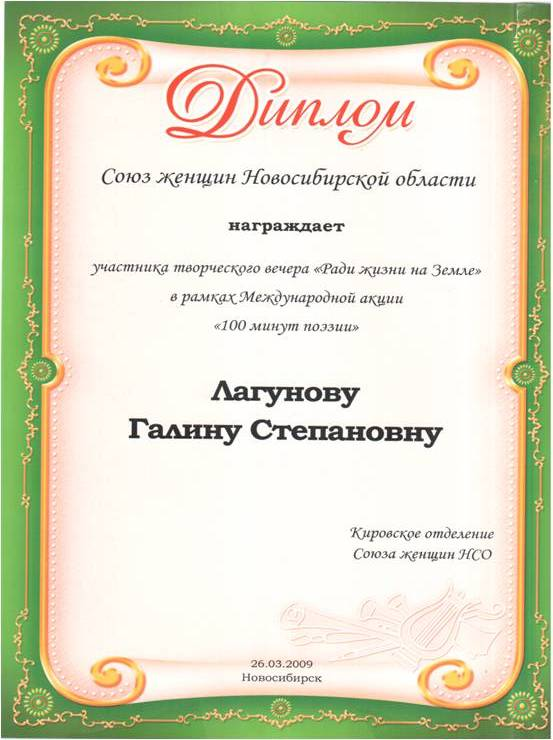 Диплом
Союз женщин Новосибирской области
награждает
участника творческого вечера «Ради жизни на Земле»
в рамках Международной акции
«100 минут поэзии»
Лагунову
Галину Степановну
Кировское отделение
Союза женщин НСО
26.03.2009
Новосибирск